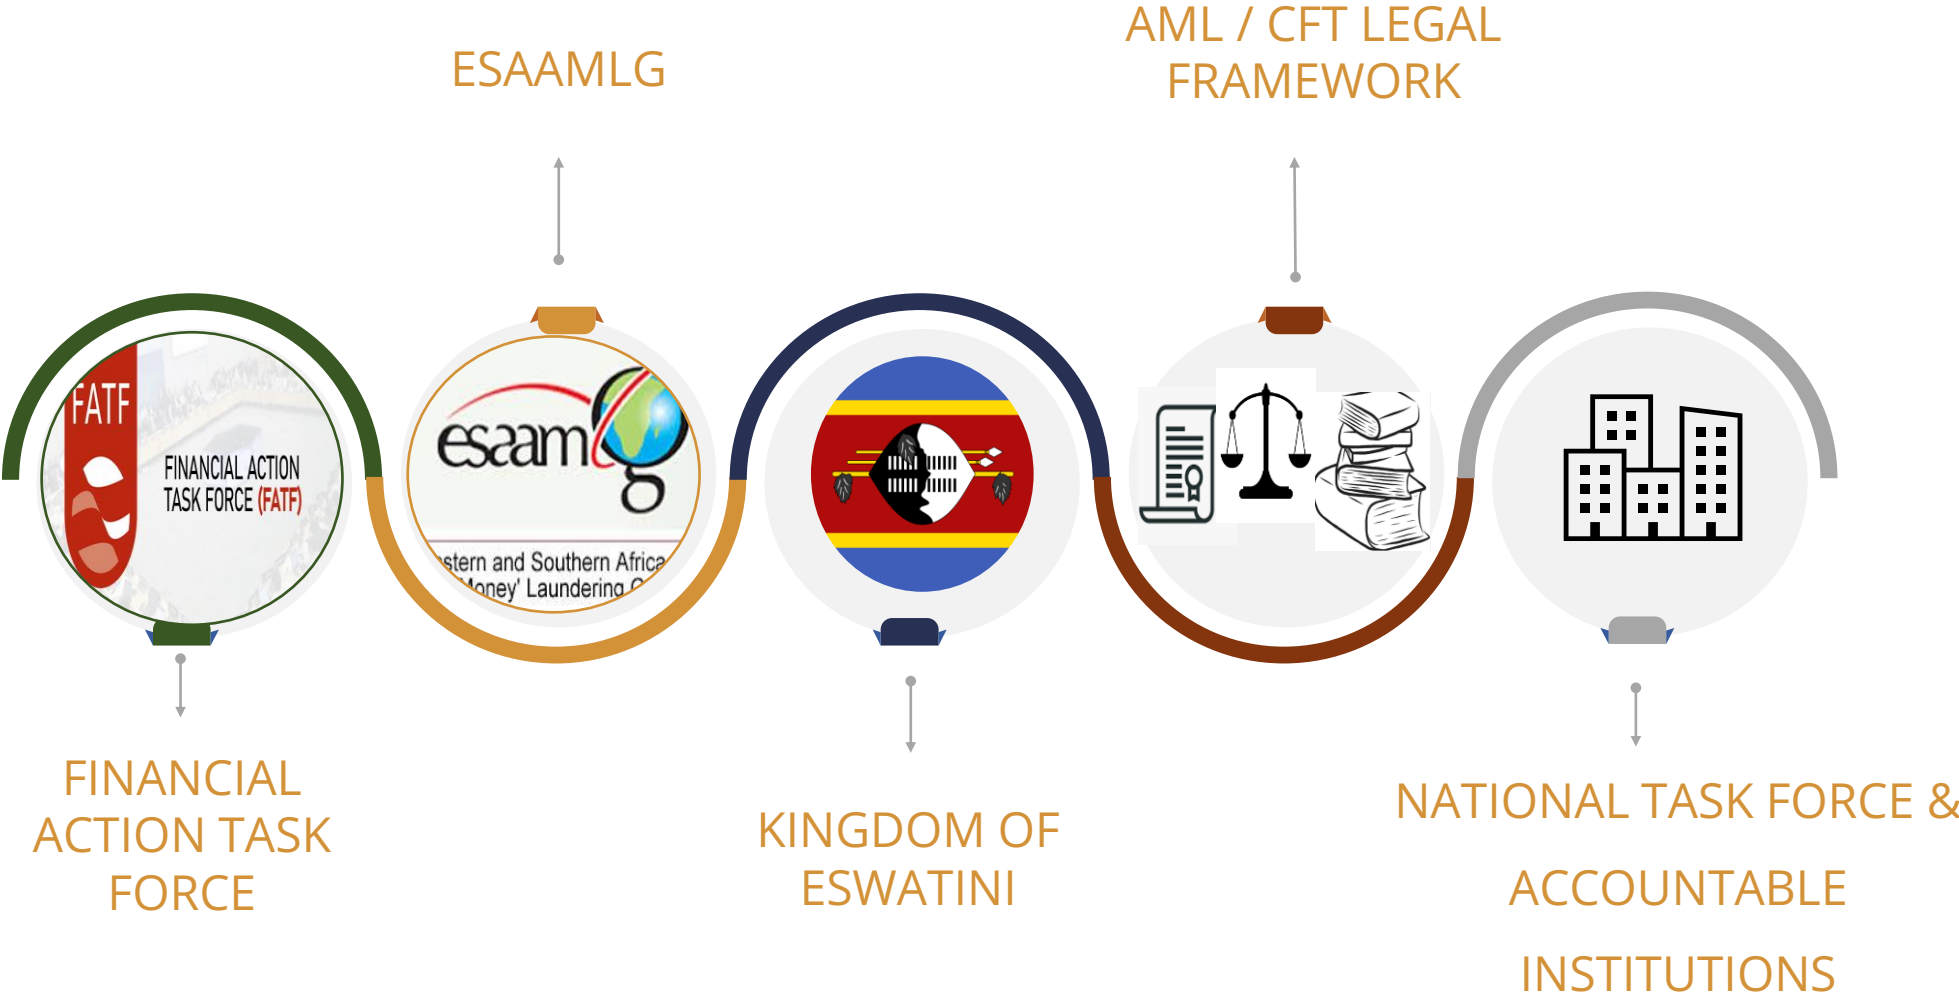 ESAAMLG
AML / CFT LEGAL
FRAMEWORK
FATF
FINANCIAL ACTION
TASK FORCE (FATF)
esaamlg
stern and Southern Africa
Money' Laundering
FINANCIAL
ACTION TASK
FORCE
KINGDOM OF
ESWATINI
NATIONAL TASK FORCE &
ACCOUNTABLE
INSTITUTIONS